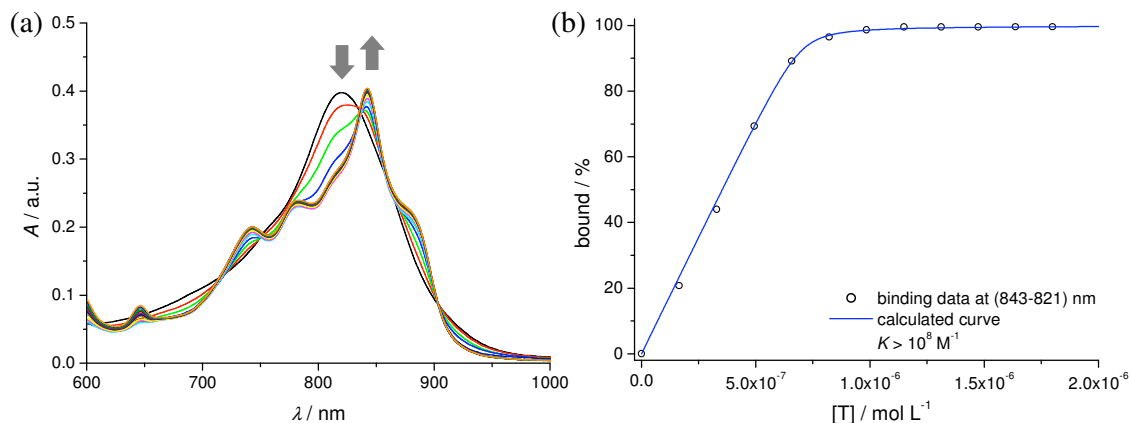 (a)
0.5
0.4
0.3
0.2
0.1
0.0
A / a.u.
600 700 800 900 1000
λ / nm
(b)
100
80
60
40
20
0
bound / %
binding data at (843-821) nm
calculated curve
K > 10⁸ M⁻¹
0.0 5.0x10⁻⁷ 1.0x10⁻⁶ 1.5x10⁻⁶ 2.0x10⁻⁶
[T] / mol L⁻¹